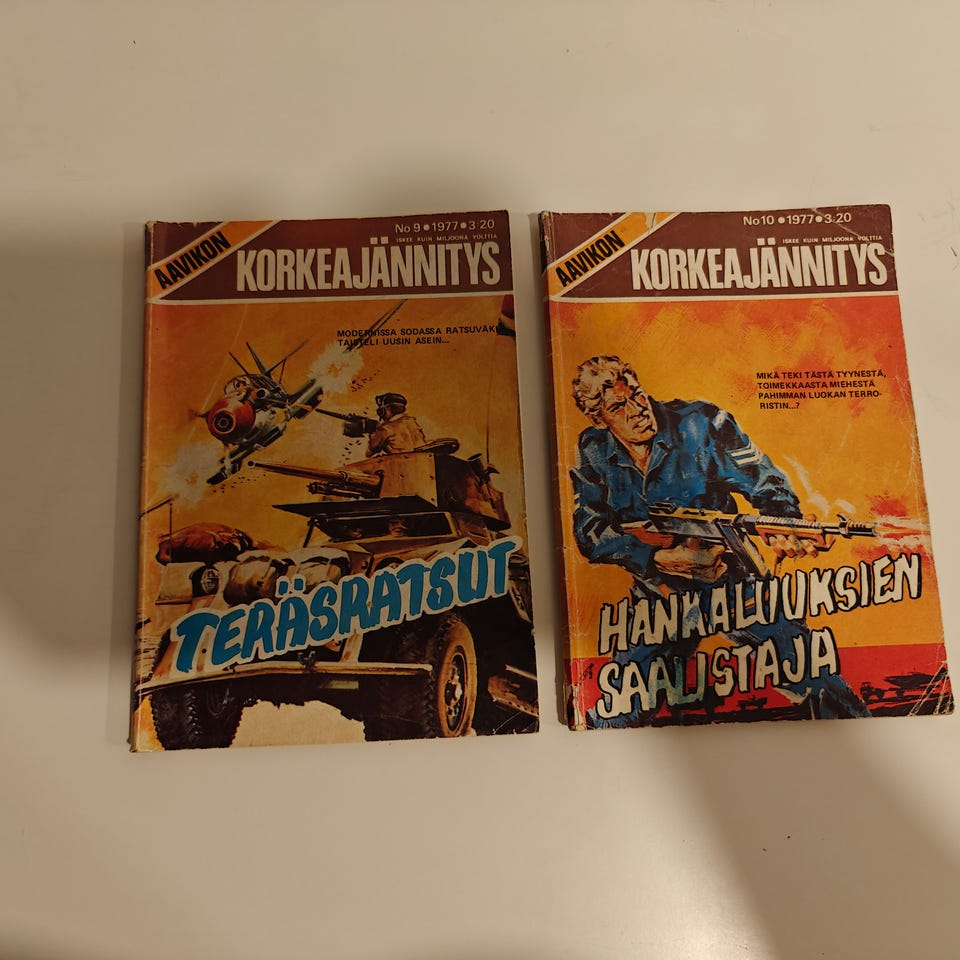 No 9 • 1977 • 3:20
ISKEE KUIN MILJOONA VOLTTIA
AAVIKON
KORKEAJÄNNITYS
MODERNISSA SODASSA RATSUVÄKI
TAISTELI UUSIN ASEIN...
TERÄSRATSUT
No 10 • 1977 • 3:20
ISKEE KUIN MILJOONA VOLTTIA
AAVIKON
KORKEAJÄNNITYS
MIKÄ TEKI TÄSTÄ TYYNESTÄ,
TOIMEKKAASTA MIEHESTÄ
PAHIMMAN LUOKAN TERRO-
RISTIN...?
HANKALUUKSIEN
SAALISTAJA